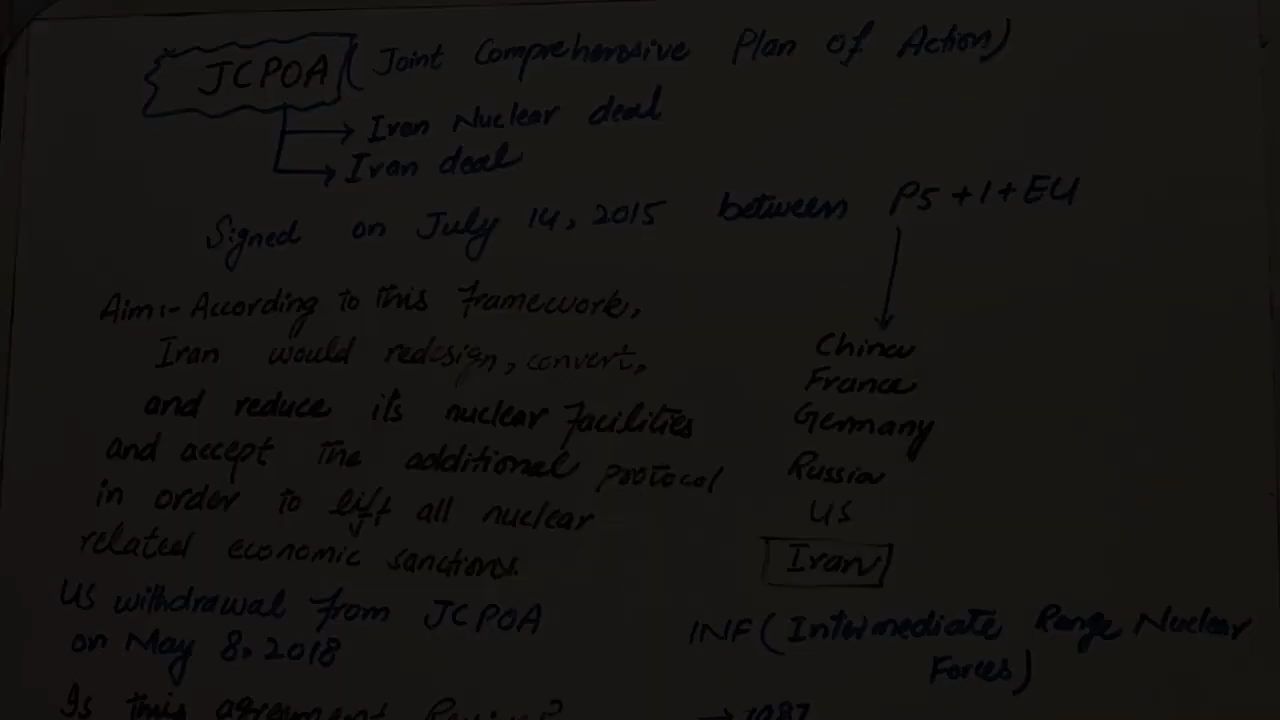 JCPOA (Joint Comprehensive Plan of Action)
→ Iran Nuclear deal
→ Iran deal
Signed on July 14, 2015 between P5+1+EU
Aim:- According to this framework,
Iran would redesign, convert,
and reduce its nuclear facilities
and accept the additional protocol
in order to lift all nuclear
related economic sanctions.
US withdrawal from JCPOA
on May 8, 2018
Is this agreement
China
France
Germany
Russia
US
Iran
INF (Intermediate Range Nuclear
Forces)
→ 1987